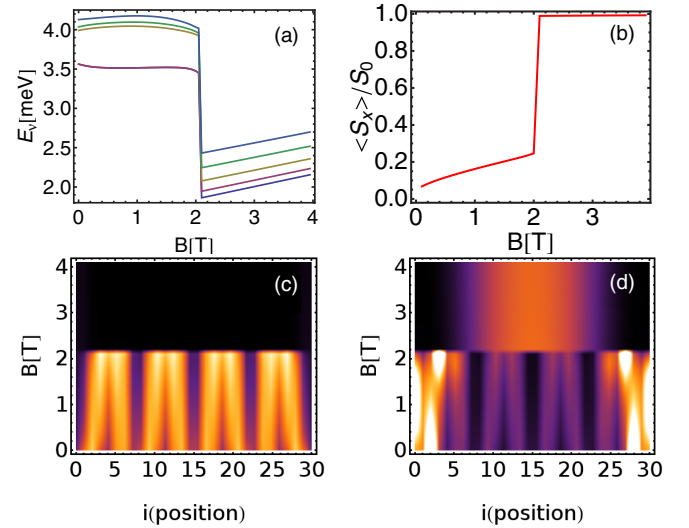 (a)
E_ν[meV]
4.0
3.5
3.0
2.5
2.0
0 1 2 3 4
B[T]
(b)
<S_x>/S_0
1.0
0.8
0.6
0.4
0.2
0.0
0 1 2 3
B[T]
(c)
B[T]
4
3
2
1
0
0 5 10 15 20 25 30
i(position)
(d)
B[T]
4
3
2
1
0
0 5 10 15 20 25 30
i(position)